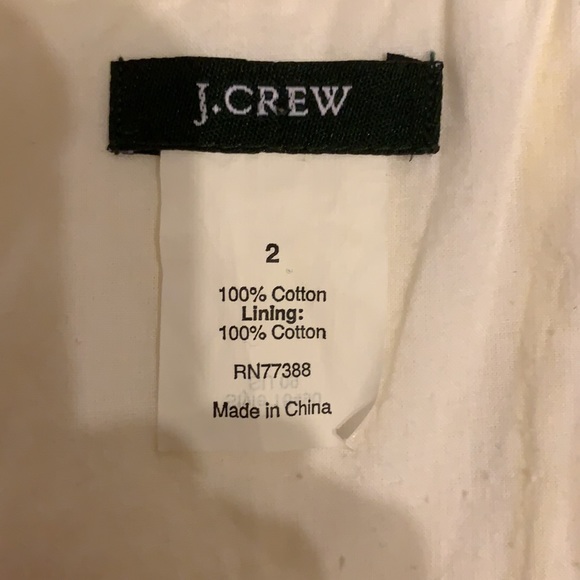 J.CREW
2
100% Cotton
Lining:
100% Cotton
RN77388
Made in China